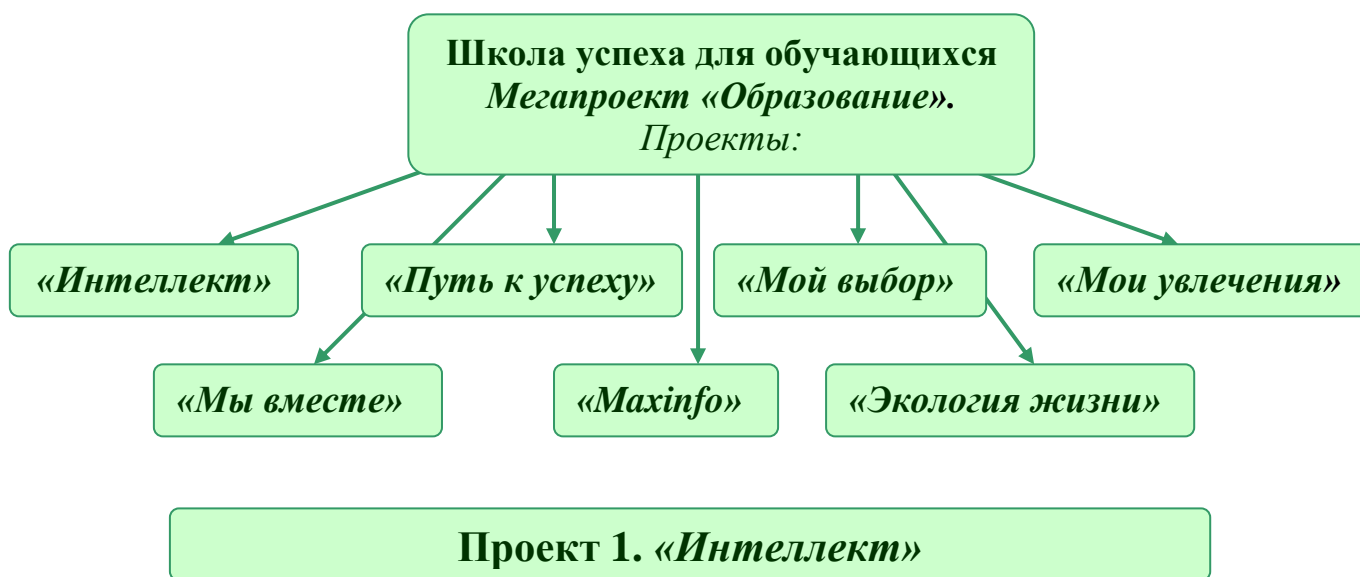 Школа успеха для обучающихся
Мегапроект «Образование».
Проекты:
«Интеллект»
«Путь к успеху»
«Мой выбор»
«Мои увлечения»
«Мы вместе»
«Maxinfo»
«Экология жизни»
Проект 1. «Интеллект»